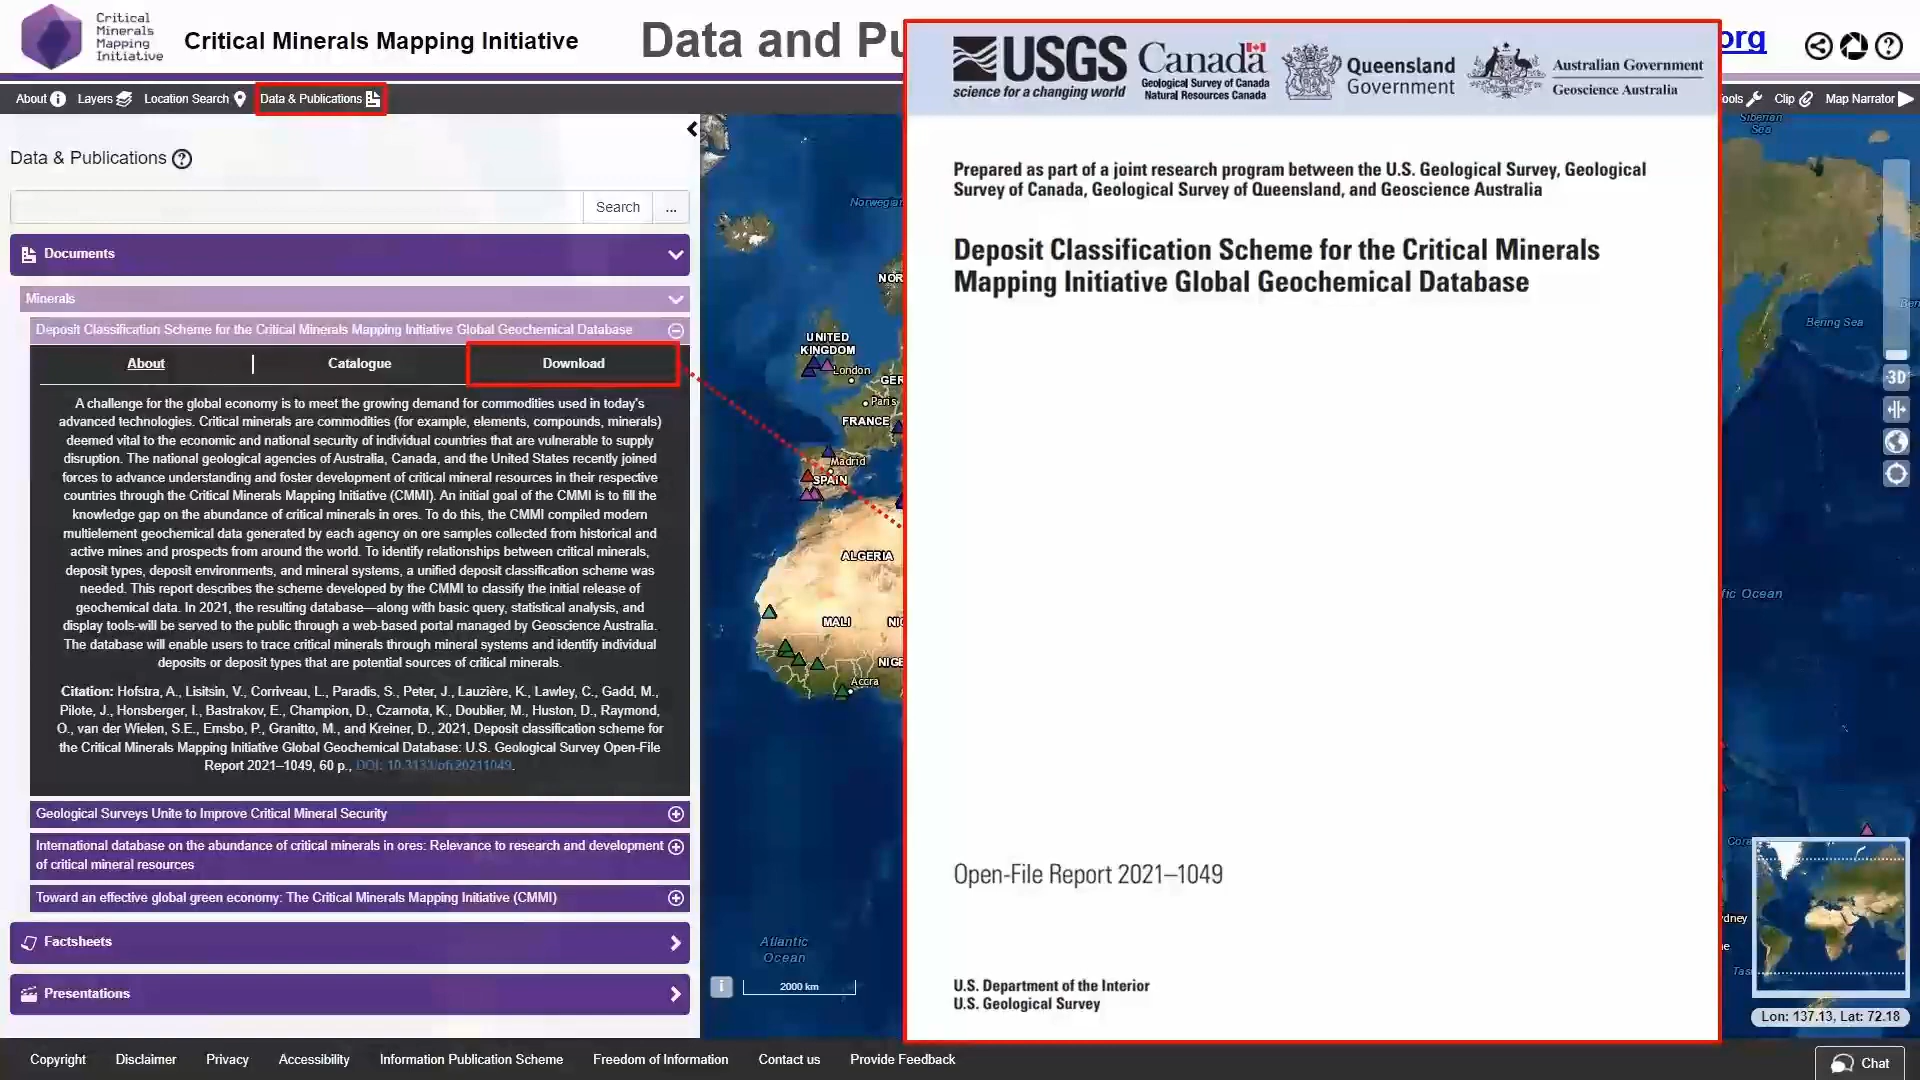 Critical
Minerals
Mapping
Initiative
Critical Minerals Mapping Initiative
Data and Pu
org
About
Layers
Location Search
Data & Publications
ools
Clip
Map Narrator
Data & Publications ?
Search
...
Documents
Minerals
Deposit Classification Scheme for the Critical Minerals Mapping Initiative Global Geochemical Database
About
Catalogue
Download
A challenge for the global economy is to meet the growing demand for commodities used in today's
advanced technologies. Critical minerals are commodities (for example, elements, compounds, minerals)
deemed vital to the economic and national security of individual countries that are vulnerable to supply
disruption. The national geological agencies of Australia, Canada, and the United States recently joined
forces to advance understanding and foster development of critical mineral resources in their respective
countries through the Critical Minerals Mapping Initiative (CMMI). An initial goal of the CMMI is to fill the
knowledge gap on the abundance of critical minerals in ores. To do this, the CMMI compiled modern
multielement geochemical data generated by each agency on ore samples collected from historical and
active mines and prospects from around the world. To identify relationships between critical minerals,
deposit types, deposit environments, and mineral systems, a unified deposit classification scheme was
needed. This report describes the scheme developed by the CMMI to classify the initial release of
geochemical data. In 2021, the resulting database—along with basic query, statistical analysis, and
display tools-will be served to the public through a web-based portal managed by Geoscience Australia.
The database will enable users to trace critical minerals through mineral systems and identify individual
deposits or deposit types that are potential sources of critical minerals.
Citation: Hofstra, A., Lisitsin, V., Corriveau, L., Paradis, S., Peter, J., Lauzière, K., Lawley, C., Gadd, M.,
Pilote, J., Honsberger, I., Bastrakov, E., Champion, D., Czarnota, K., Doublier, M., Huston, D., Raymond,
O., van der Wielen, S.E., Emsbo, P., Granitto, M., and Kreiner, D., 2021, Deposit classification scheme for
the Critical Minerals Mapping Initiative Global Geochemical Database: U.S. Geological Survey Open-File
Report 2021–1049, 60 p., DOI: 10.3133/ofr20211049.
Geological Surveys Unite to Improve Critical Mineral Security
International database on the abundance of critical minerals in ores: Relevance to research and development
of critical mineral resources
Toward an effective global green economy: The Critical Minerals Mapping Initiative (CMMI)
Factsheets
Presentations
Norwegian
NOR
UNITED
KINGDOM
London
GER
Paris
FRANCE
Madrid
SPAIN
ALGERIA
MALI
NIG
NIGE
Accra
Atlantic
Ocean
i
2000 km
USGS
science for a changing world
Canada
Geological Survey of Canada
Natural Resources Canada
Queensland
Government
Australian Government
Geoscience Australia
Prepared as part of a joint research program between the U.S. Geological Survey, Geological
Survey of Canada, Geological Survey of Queensland, and Geoscience Australia
Deposit Classification Scheme for the Critical Minerals
Mapping Initiative Global Geochemical Database
Open-File Report 2021–1049
U.S. Department of the Interior
U.S. Geological Survey
Siberian
Sea
Bering Sea
3D
fic Ocean
dney
Lon: 137.13, Lat: 72.18
Copyright
Disclaimer
Privacy
Accessibility
Information Publication Scheme
Freedom of Information
Contact us
Provide Feedback
Chat